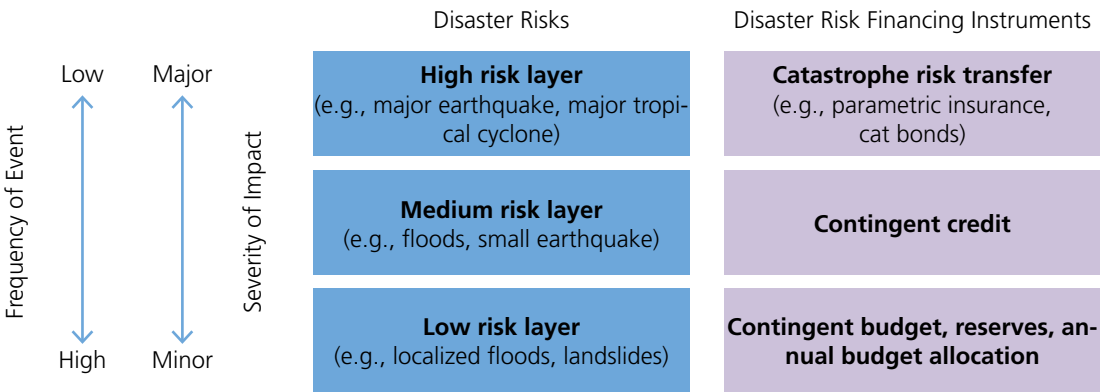 Disaster Risks
Disaster Risk Financing Instruments
Low
Major
Frequency of Event
Severity of Impact
High
Minor
High risk layer
(e.g., major earthquake, major tropi-
cal cyclone)
Catastrophe risk transfer
(e.g., parametric insurance,
cat bonds)
Medium risk layer
(e.g., floods, small earthquake)
Contingent credit
Low risk layer
(e.g., localized floods, landslides)
Contingent budget, reserves, an-
nual budget allocation